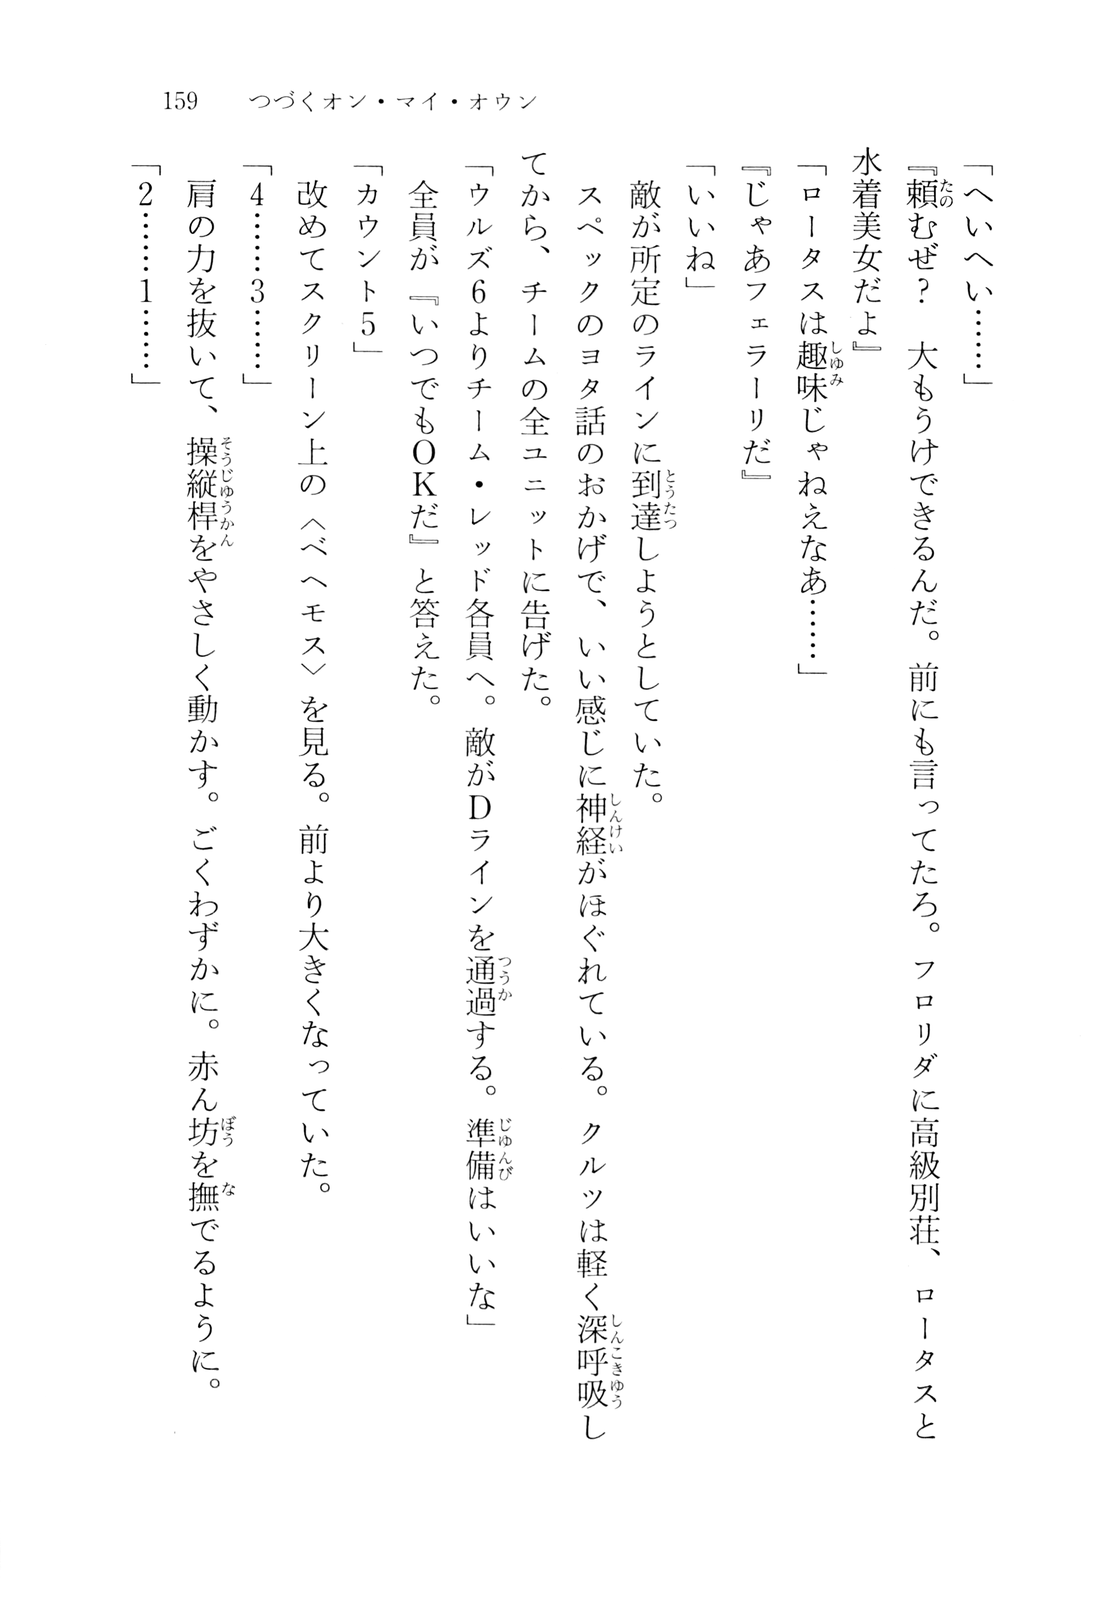 159　つづくオン・マイ・オウン
「へいへい……」
『頼むぜ？　大もうけできるんだ。前にも言ってたろ。フロリダに高級別荘、ロータスと
水着美女だよ』
「ロータスは趣味じゃねえなあ……」
『じゃあフェラーリだ』
「いいね」
　敵が所定のラインに到達しようとしていた。
　スペックのヨタ話のおかげで、いい感じに神経がほぐれている。クルツは軽く深呼吸し
てから、チームの全ユニットに告げた。
「ウルズ6よりチーム・レッド各員へ。敵がDラインを通過する。準備はいいな」
　全員が『いつでもOKだ』と答えた。
「カウント5」
　改めてスクリーン上の〈ベヘモス〉を見る。前より大きくなっていた。
「4……3……」
　肩の力を抜いて、操縦桿をやさしく動かす。ごくわずかに。赤ん坊を撫でるように。
「2……1……」